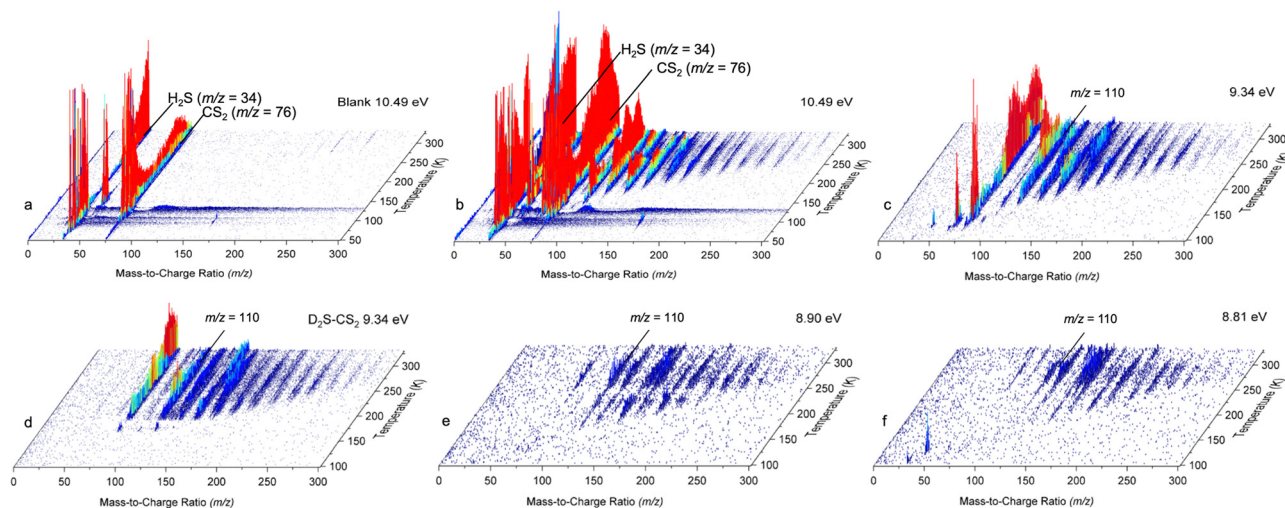 H₂S (m/z = 34)
CS₂ (m/z = 76)
Blank 10.49 eV
a
0 50 100 150 200 250 300
Mass-to-Charge Ratio (m/z)
50 100 150 200 250 300
Temperature (K)
H₂S (m/z = 34)
CS₂ (m/z = 76)
10.49 eV
b
0 50 100 150 200 250 300
Mass-to-Charge Ratio (m/z)
50 100 150 200 250 300
Temperature (K)
m/z = 110
9.34 eV
c
0 50 100 150 200 250 300
Mass-to-Charge Ratio (m/z)
100 150 200 250 300
Temperature (K)
m/z = 110
D₂S-CS₂ 9.34 eV
d
0 50 100 150 200 250 300
Mass-to-Charge Ratio (m/z)
100 150 200 250 300
Temperature (K)
m/z = 110
8.90 eV
e
0 50 100 150 200 250 300
Mass-to-Charge Ratio (m/z)
100 150 200 250 300
Temperature (K)
m/z = 110
8.81 eV
f
0 50 100 150 200 250 300
Mass-to-Charge Ratio (m/z)
100 150 200 250 300
Temperature (K)